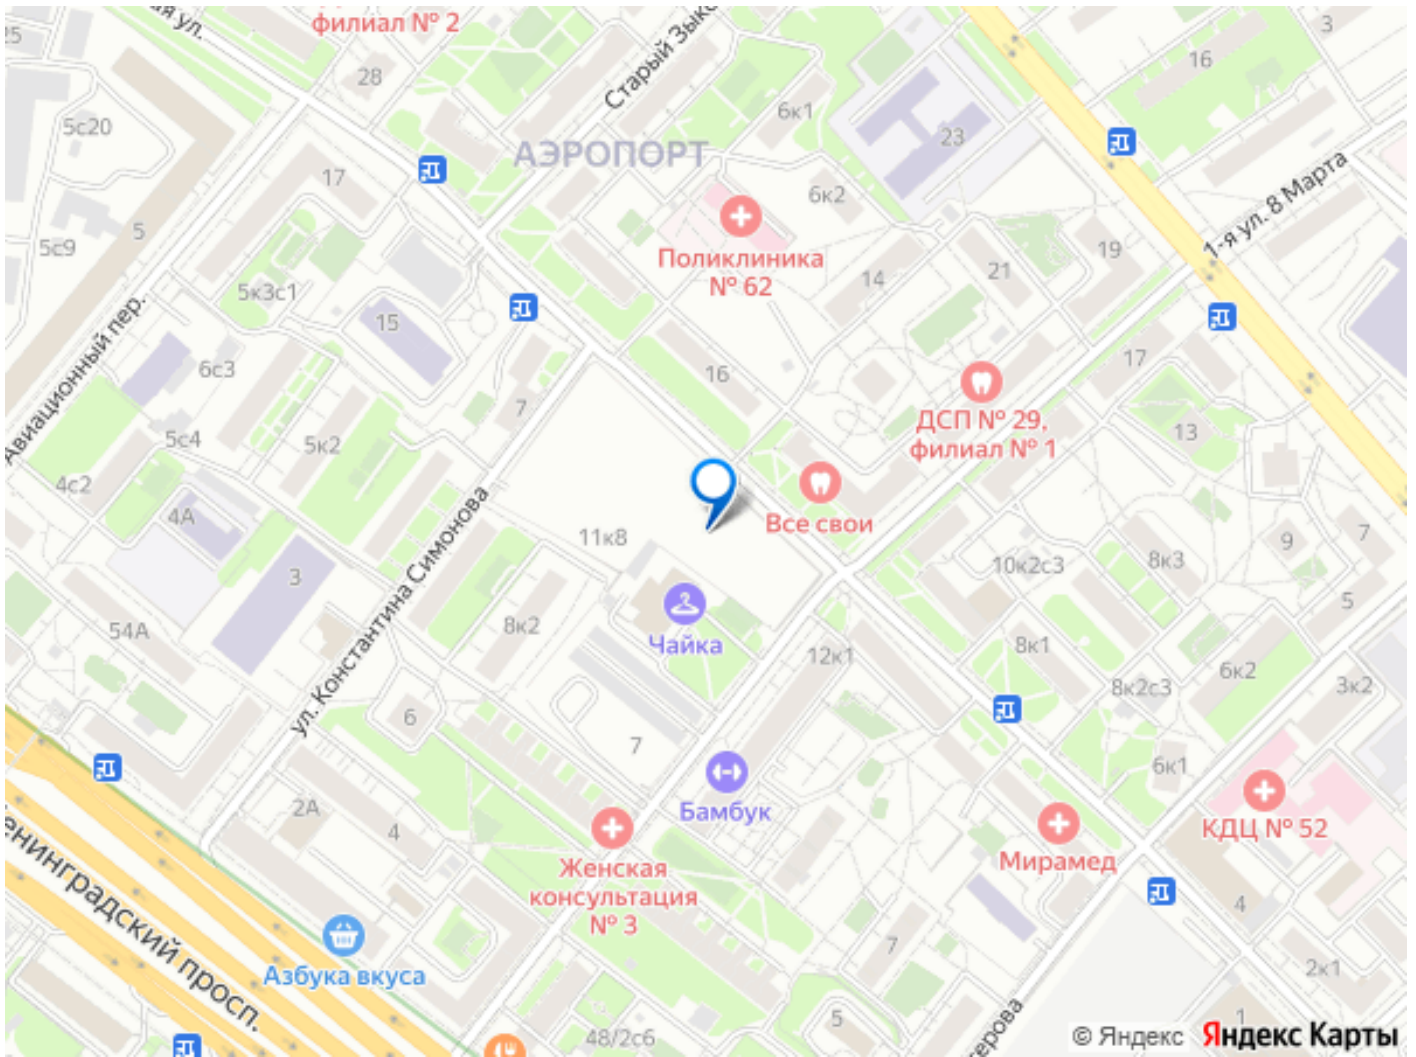 филиал № 2
ая ул.
25
28
5с20
Старый Зыко
6к1
23
16
3
АЭРОПОРТ
17
5
5с9
6к2
1-я ул. 8 Марта
Поликлиника
№ 62
14
21
19
5к3с1
15
Авиационный пер.
6с3
7
16
17
ДСП № 29,
филиал № 1
13
5с4
5к2
4с2
4А
Все свои
11к8
ул. Константина Симонова
3
10к2с3
8к3
9
7
5
54А
8к2
Чайка
12к1
8к1
8к2с3
6к2
3к2
6
7
2А
4
Бамбук
6к1
КДЦ № 52
Мирамед
Женская
консультация
№ 3
4
Ленинградский просп.
Азбука вкуса
7
2к1
48/2с6
5
1
терова
© Яндекс Яндекс Карты